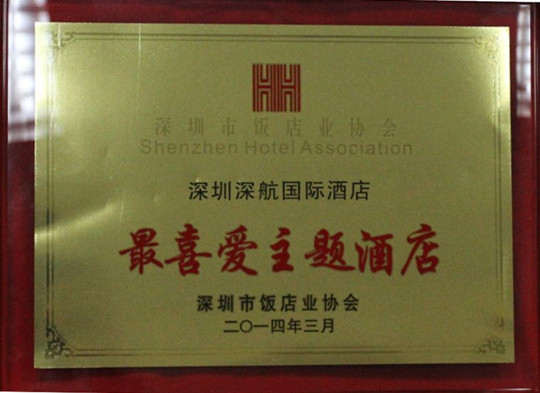 深圳市饭店业协会
Shenzhen Hotel Association
深圳深航国际酒店
最喜爱主题酒店
深圳市饭店业协会
二〇一四年三月